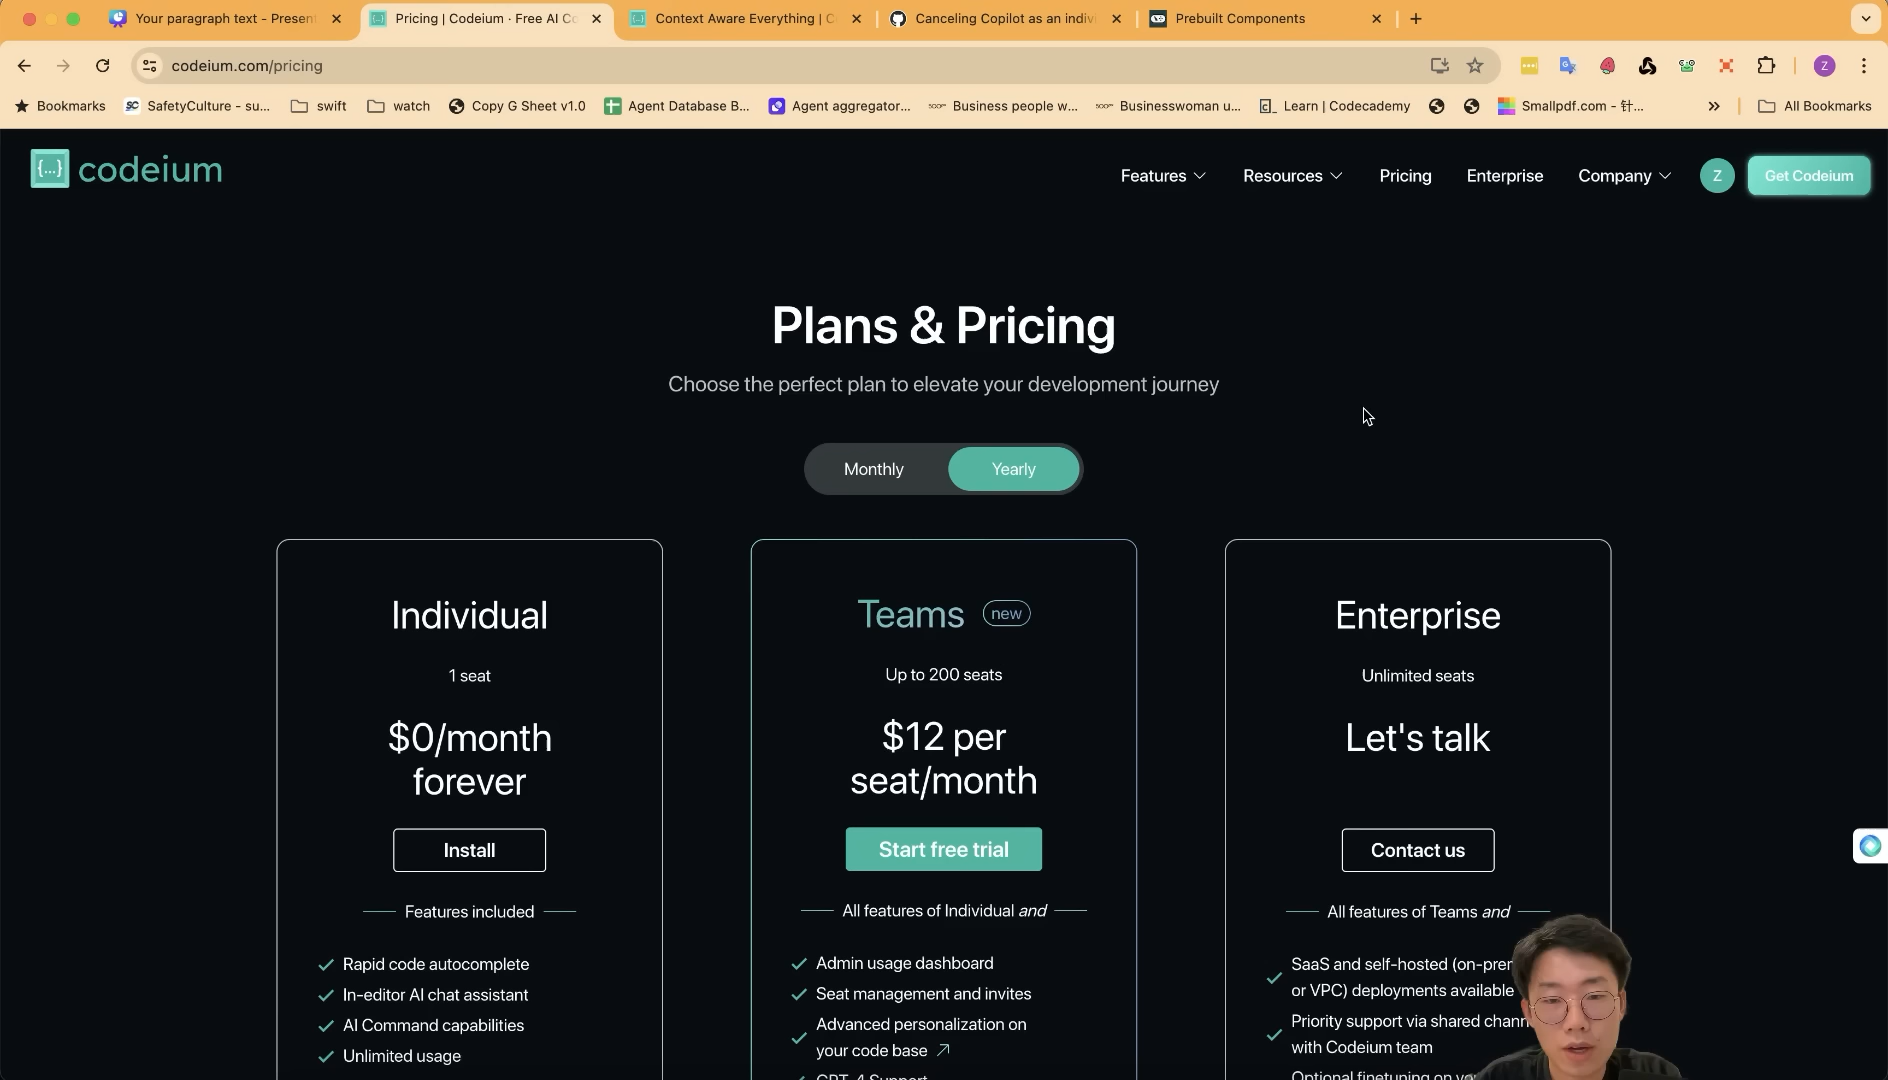 Your paragraph text - Present
Pricing | Codeium · Free AI Co
Context Aware Everything | C
Canceling Copilot as an indivi
Prebuilt Components
codeium.com/pricing
Z
Bookmarks
SafetyCulture - su...
swift
watch
Copy G Sheet v1.0
Agent Database B...
Agent aggregator...
Business people w...
Businesswoman u...
Learn | Codecademy
Smallpdf.com - 针...
All Bookmarks
{...} codeium
Features
Resources
Pricing
Enterprise
Company
Z
Get Codeium
Plans & Pricing
Choose the perfect plan to elevate your development journey
Monthly
Yearly
Individual
1 seat
$0/month
forever
Install
Features included
Rapid code autocomplete
In-editor AI chat assistant
AI Command capabilities
Unlimited usage
Teams new
Up to 200 seats
$12 per
seat/month
Start free trial
All features of Individual and
Admin usage dashboard
Seat management and invites
Advanced personalization on
your code base
GPT-4 Support
Enterprise
Unlimited seats
Let's talk
Contact us
All features of Teams and
SaaS and self-hosted (on-prem
or VPC) deployments available
Priority support via shared chann
with Codeium team
Optional finetuning on yo